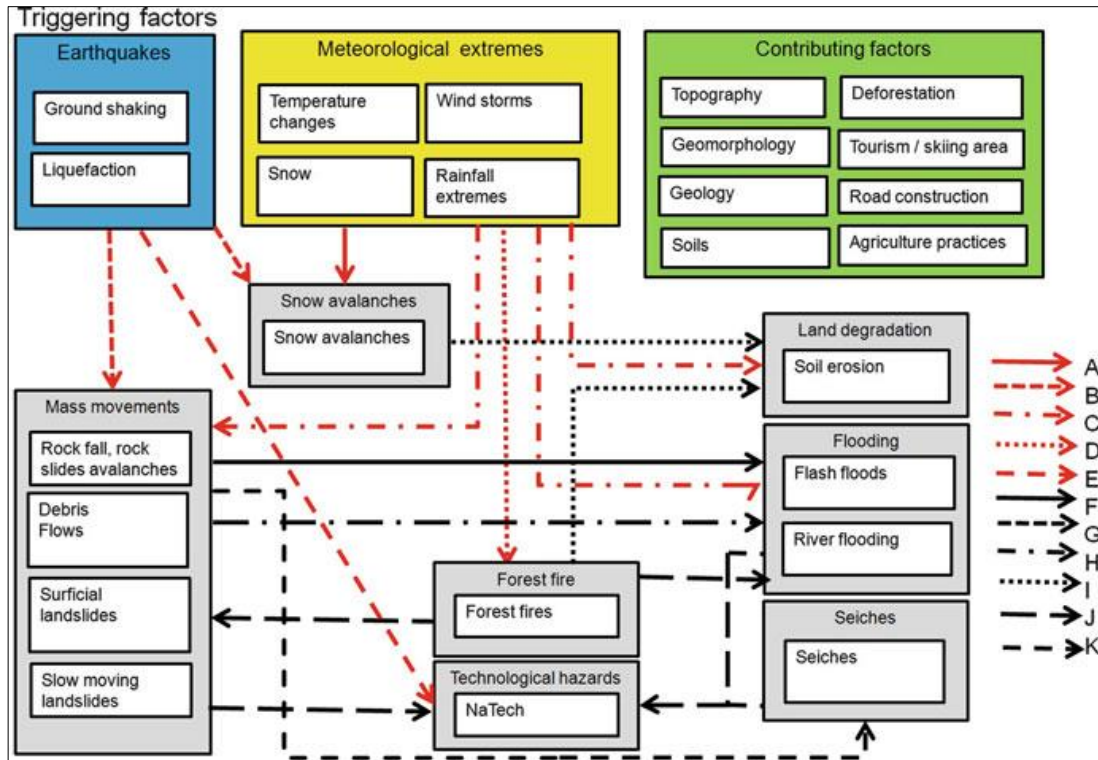 Triggering factors
Earthquakes
Ground shaking
Liquefaction
Meteorological extremes
Temperature
changes
Wind storms
Snow
Rainfall
extremes
Contributing factors
Topography
Deforestation
Geomorphology
Tourism / skiing area
Geology
Road construction
Soils
Agriculture practices
Snow avalanches
Snow avalanches
Land degradation
Soil erosion
Mass movements
Rock fall, rock
slides avalanches
Debris
Flows
Surficial
landslides
Slow moving
landslides
Flooding
Flash floods
River flooding
Forest fire
Forest fires
Technological hazards
NaTech
Seiches
Seiches
A
B
C
D
E
F
G
H
I
J
K